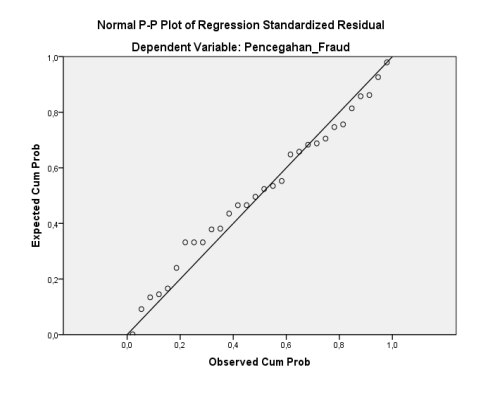 Normal P-P Plot of Regression Standardized Residual
Dependent Variable: Pencegahan_Fraud
Expected Cum Prob
1,0
0,8
0,6
0,4
0,2
0,0
0,0 0,2 0,4 0,6 0,8 1,0
Observed Cum Prob